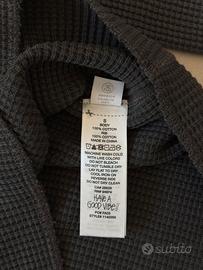 S
BODY
100% COTTON
RIB
100% COTTON
MADE IN CHINA
MACHINE WASH COLD
WITH LIKE COLORS
DO NOT BLEACH
DO NOT TUMBLE DRY
LAY FLAT TO DRY
COOL IRON ON
REVERSE SIDE
DO NOT DRY CLEAN
HAVE A
GOOD VIBE!
subito